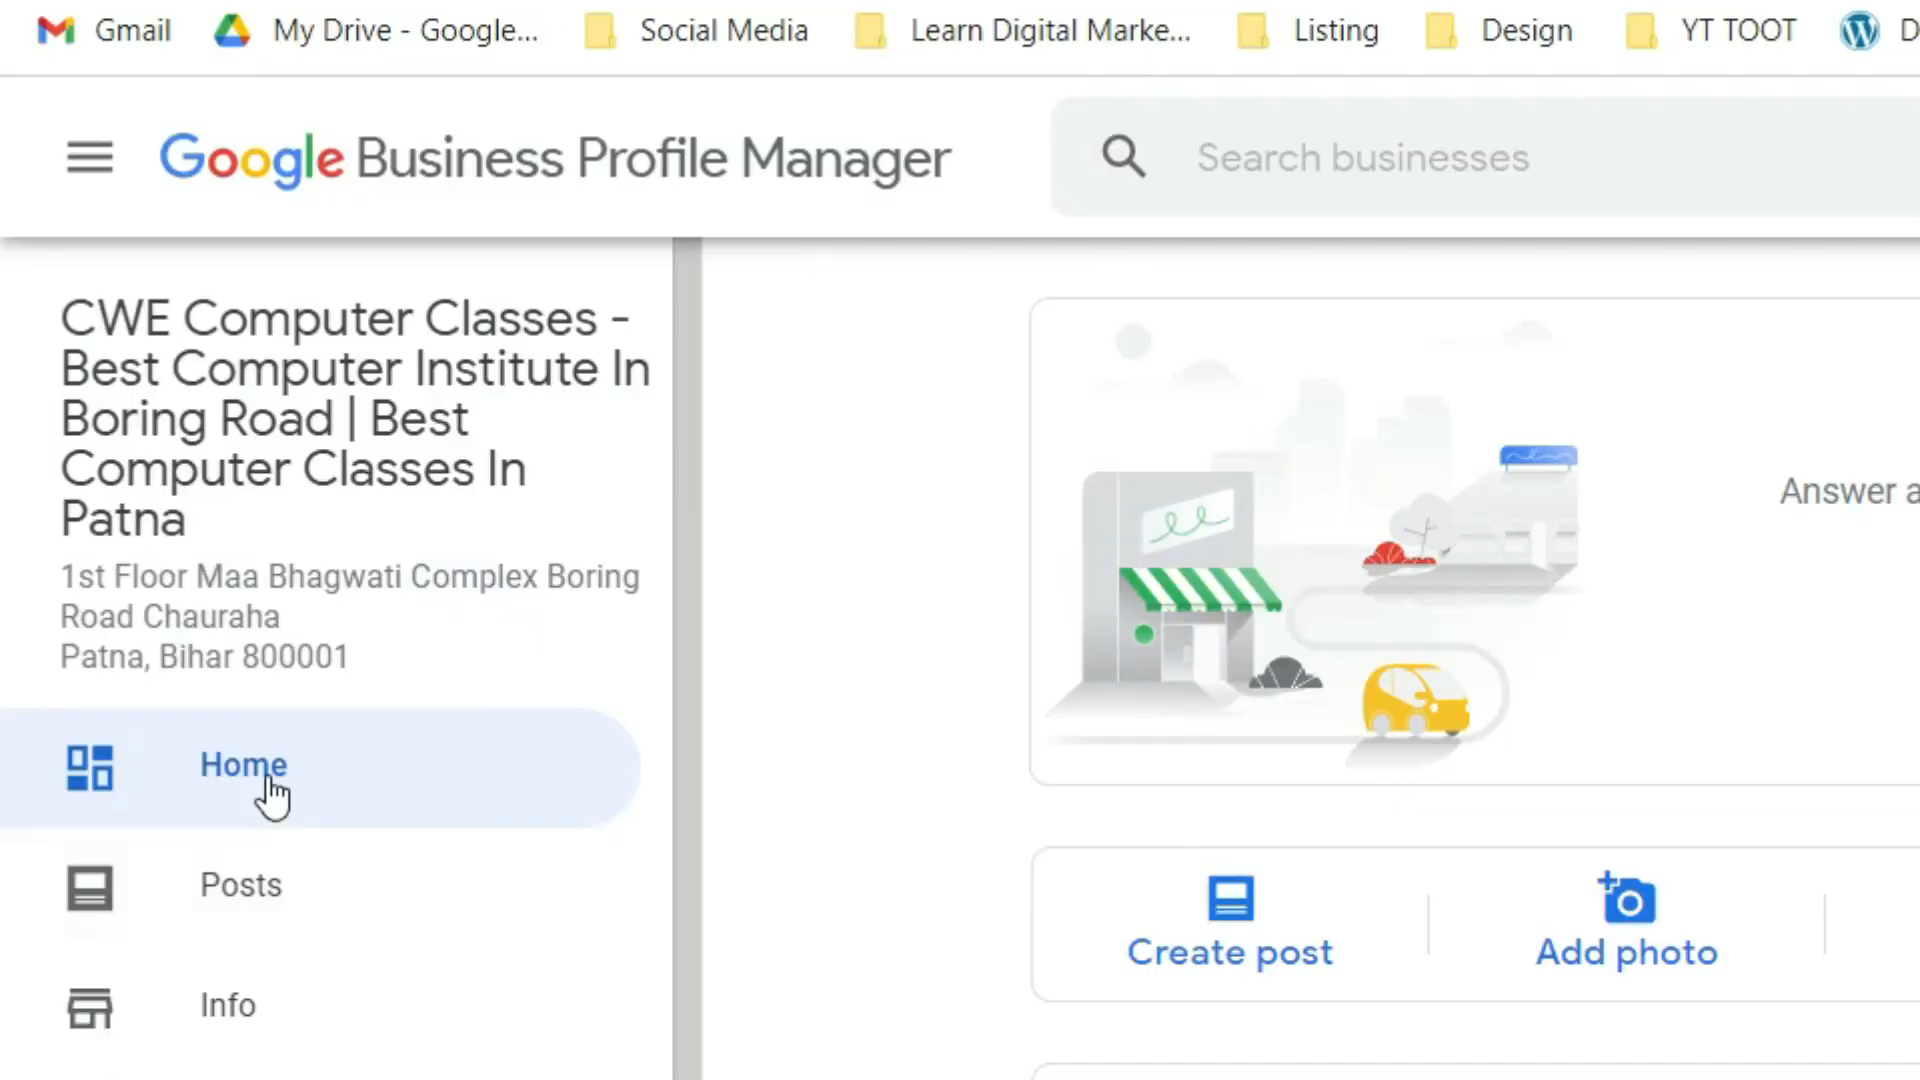 Gmail
My Drive - Google...
Social Media
Learn Digital Marke...
Listing
Design
YT TOOT
D
Google Business Profile Manager
Search businesses
CWE Computer Classes -
Best Computer Institute In
Boring Road | Best
Computer Classes In
Patna
1st Floor Maa Bhagwati Complex Boring
Road Chauraha
Patna, Bihar 800001
Home
Posts
Info
Answer a
Create post
Add photo